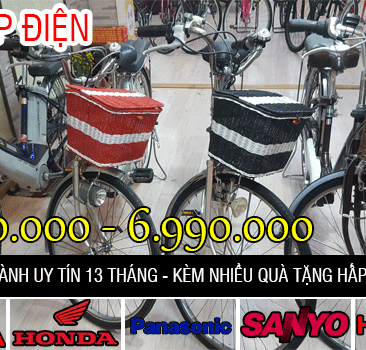 P ĐIỆN
0.000 - 6.990.000
ÀNH UY TÍN 13 THÁNG - KÈM NHIỀU QUÀ TẶNG HẤP
A HONDA Panasonic SANYO H